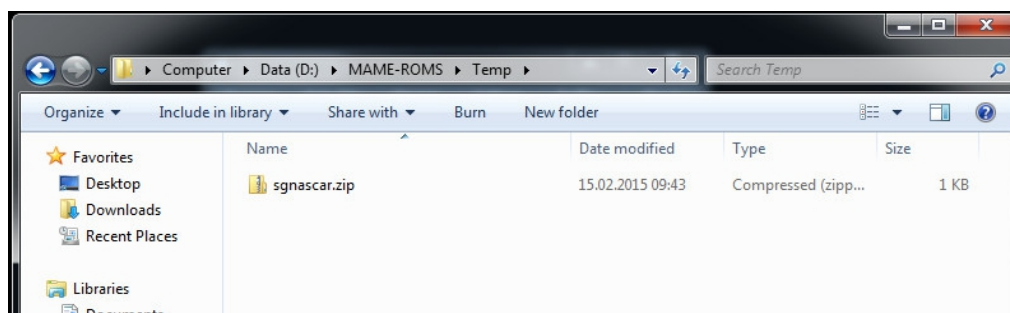 Computer Data (D:) MAME-ROMS Temp Search Temp
Organize Include in library Share with Burn New folder
Favorites
Desktop
Downloads
Recent Places
Libraries
Name Date modified Type Size
sgnascar.zip 15.02.2015 09:43 Compressed (zipp... 1 KB